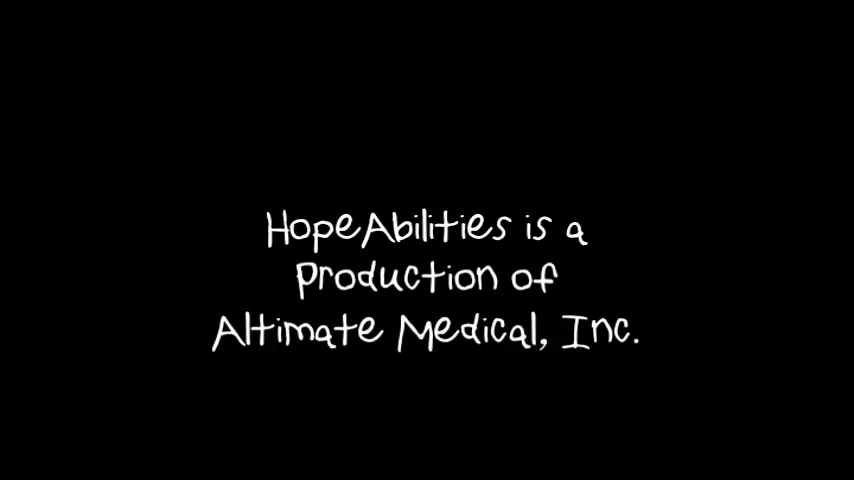 HopeAbilities is a
Production of
Altimate Medical, Inc.